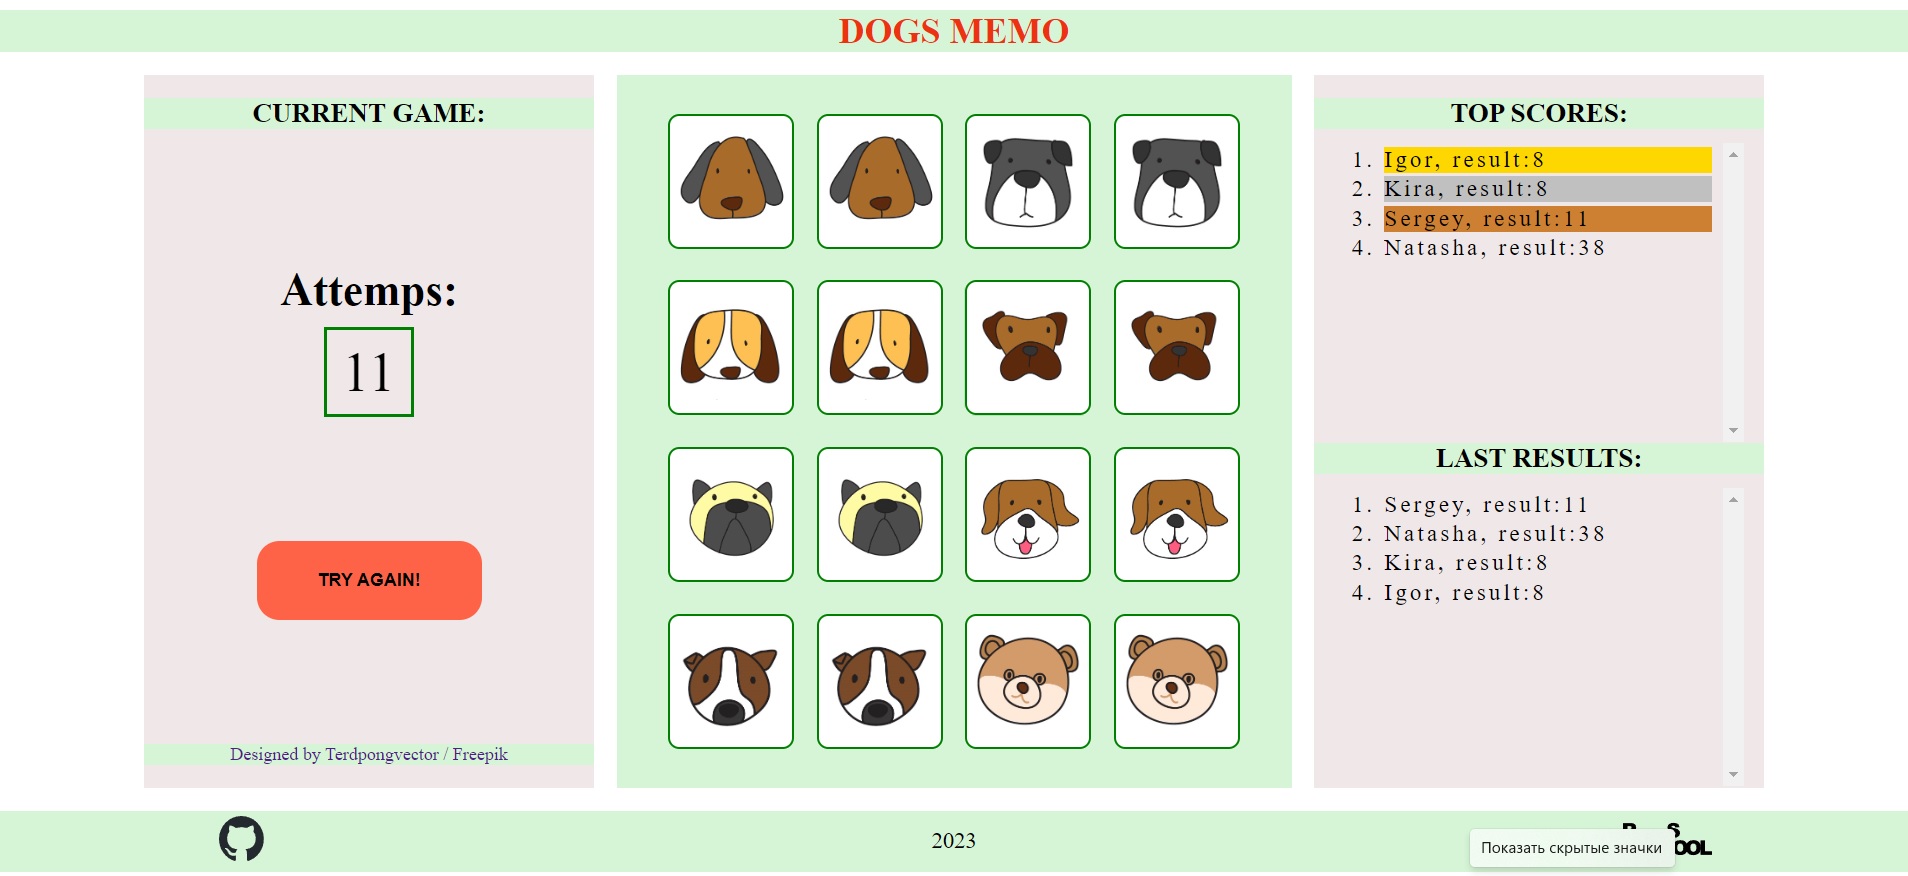 DOGS MEMO
CURRENT GAME:
Attemps:
11
TRY AGAIN!
Designed by Terdpongvector / Freepik
TOP SCORES:
1. Igor, result:8
2. Kira, result:8
3. Sergey, result:11
4. Natasha, result:38
LAST RESULTS:
1. Sergey, result:11
2. Natasha, result:38
3. Kira, result:8
4. Igor, result:8
2023
Показать скрытые значки